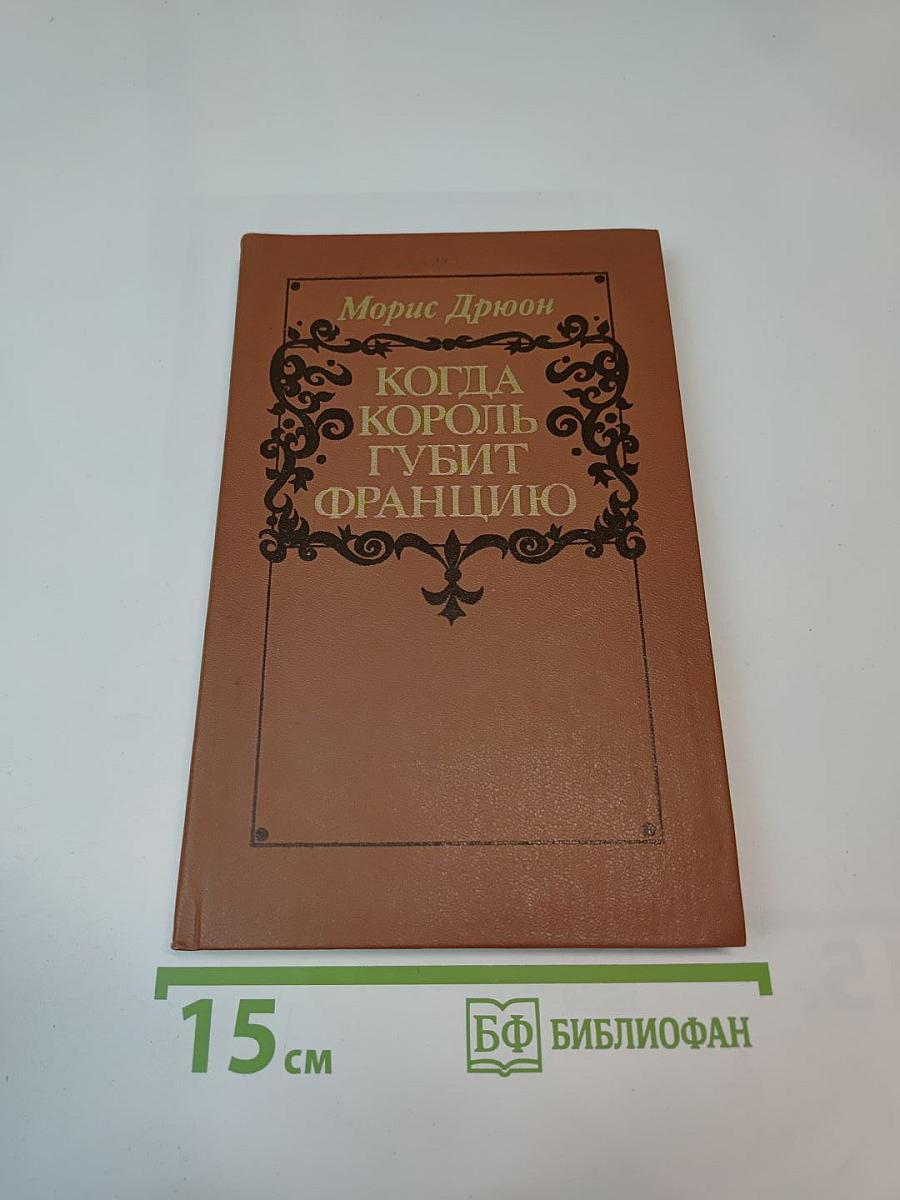 Морис Дрюон
КОГДА
КОРОЛЬ
ГУБИТ
ФРАНЦИЮ
15 см
БФ БИБЛИОФАН